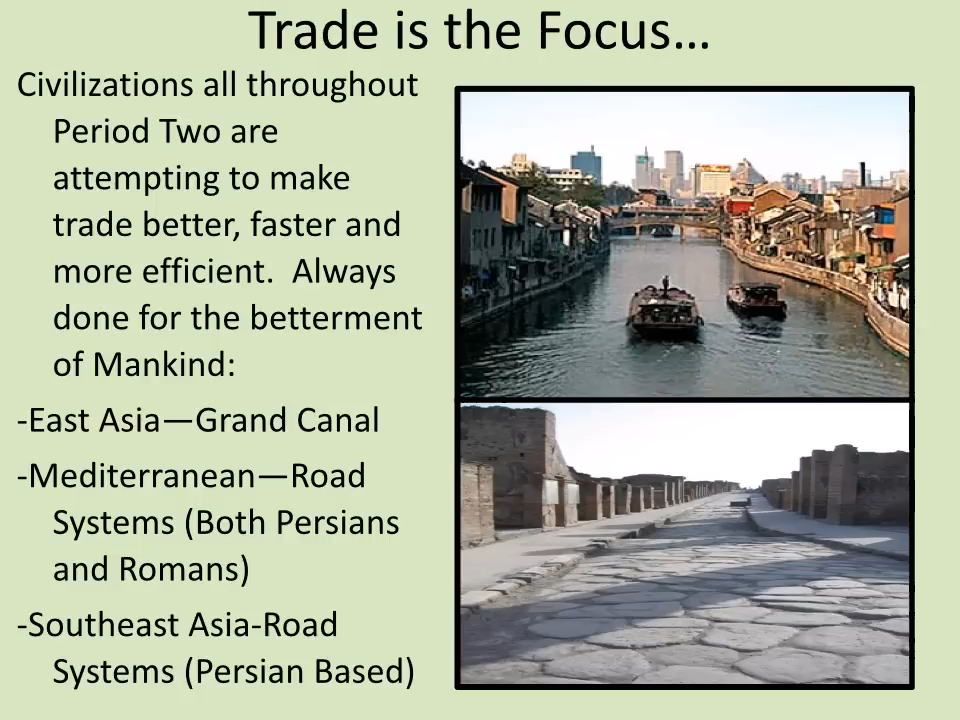 Trade is the Focus…
Civilizations all throughout
Period Two are
attempting to make
trade better, faster and
more efficient.  Always
done for the betterment
of Mankind:
-East Asia—Grand Canal
-Mediterranean—Road
Systems (Both Persians
and Romans)
-Southeast Asia-Road
Systems (Persian Based)